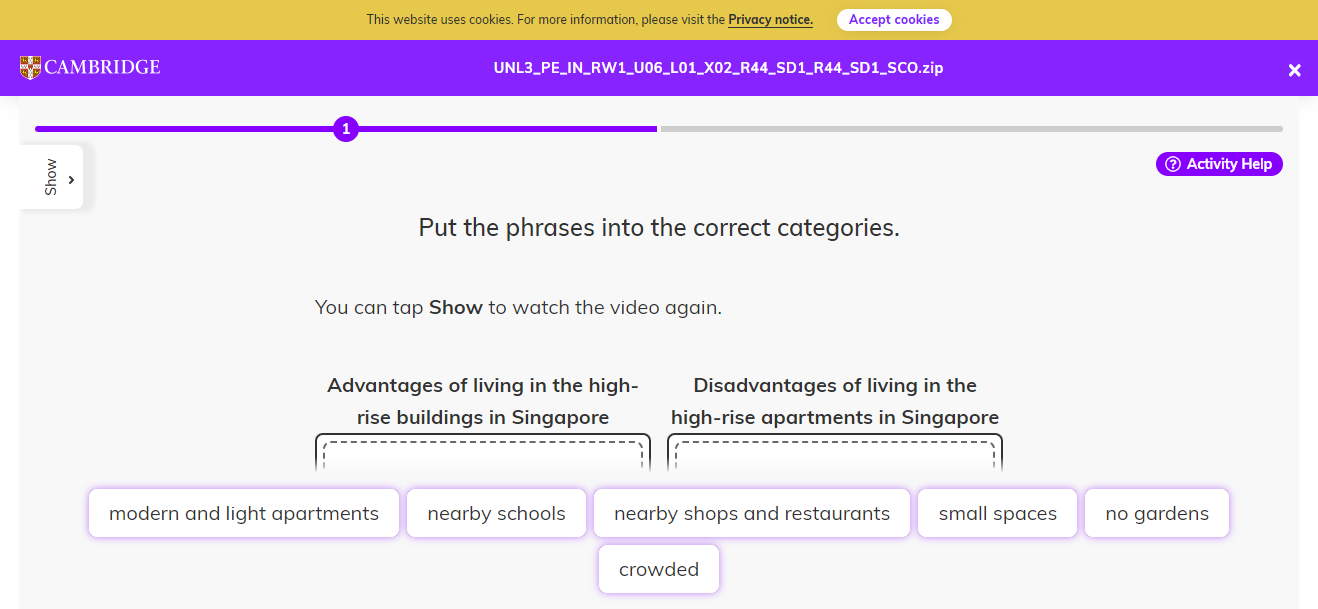 This website uses cookies. For more information, please visit the Privacy notice. Accept cookies
CAMBRIDGE UNL3_PE_IN_RW1_U06_L01_X02_R44_SD1_R44_SD1_SCO.zip ×
1
Show
? Activity Help
Put the phrases into the correct categories.
You can tap Show to watch the video again.
Advantages of living in the high-
rise buildings in Singapore
Disadvantages of living in the
high-rise apartments in Singapore
modern and light apartments nearby schools nearby shops and restaurants small spaces no gardens
crowded